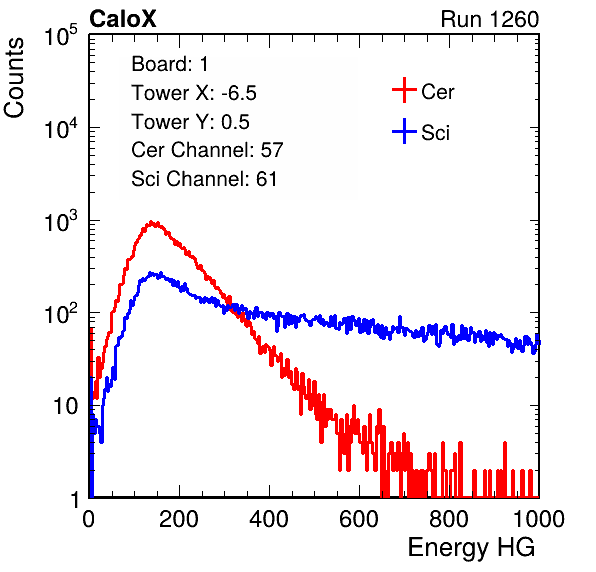 CaloX Run 1260
Counts
Board: 1
Tower X: -6.5
Tower Y: 0.5
Cer Channel: 57
Sci Channel: 61
Cer
Sci
10^5
10^4
10^3
10^2
10
1
0 200 400 600 800 1000
Energy HG